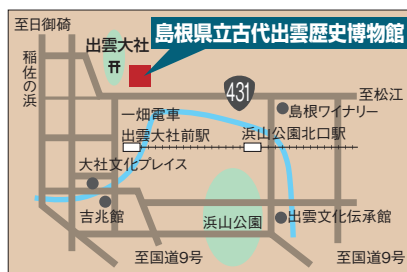 至日御碕
島根県立古代出雲歴史博物館
出雲大社
稲佐の浜
431
至松江
島根ワイナリー
一畑電車
出雲大社前駅
浜山公園北口駅
大社文化プレイス
吉兆館
浜山公園
出雲文化伝承館
至国道9号
至国道9号